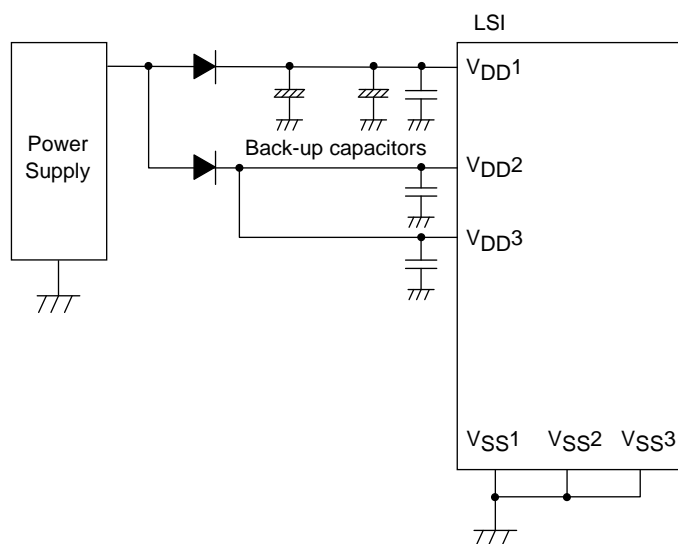 LSI
VDD1
Power
Supply
Back-up capacitors
VDD2
VDD3
VSS1 VSS2 VSS3